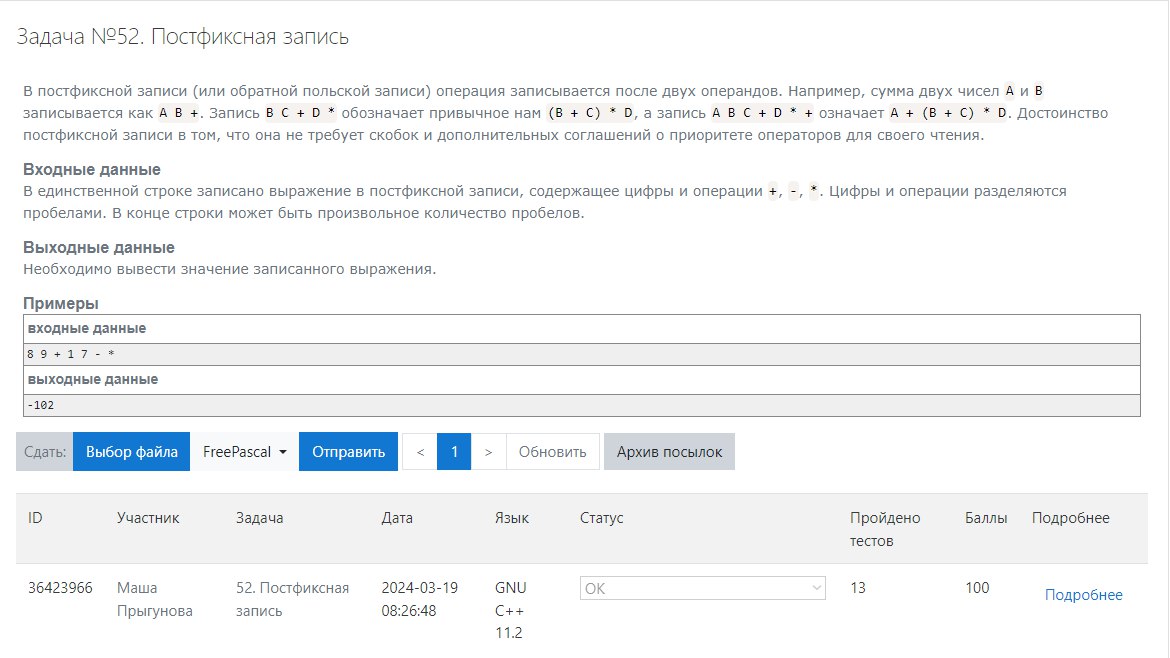 Задача №52. Постфиксная запись
В постфиксной записи (или обратной польской записи) операция записывается после двух операндов. Например, сумма двух чисел A и B
записывается как A B +. Запись B C + D * обозначает привычное нам (B + C) * D, а запись A B C + D * + означает A + (B + C) * D. Достоинство
постфиксной записи в том, что она не требует скобок и дополнительных соглашений о приоритете операторов для своего чтения.
Входные данные
В единственной строке записано выражение в постфиксной записи, содержащее цифры и операции +, -, *. Цифры и операции разделяются
пробелами. В конце строки может быть произвольное количество пробелов.
Выходные данные
Необходимо вывести значение записанного выражения.
Примеры
входные данные
8 9 + 1 7 - *
выходные данные
-102
Сдать: Выбор файла FreePascal Отправить < 1 > Обновить Архив посылок
ID Участник Задача Дата Язык Статус Пройдено Баллы Подробнее
тестов
36423966 Маша 52. Постфиксная 2024-03-19 GNU OK 13 100 Подробнее
Прыгунова запись 08:26:48 C++
11.2